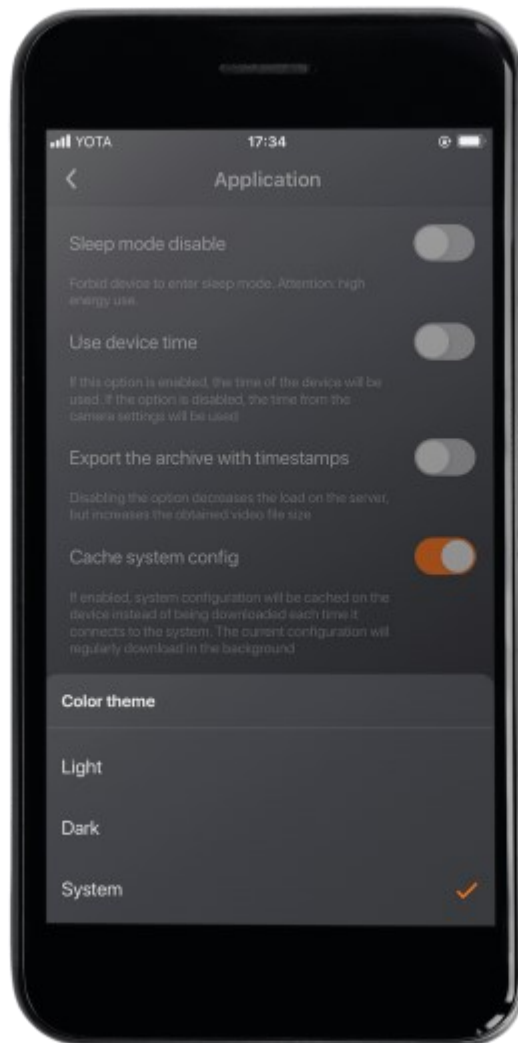 YOTA 17:34
Application
Sleep mode disable
Forbid device to enter sleep mode. Attention: high
energy use.
Use device time
If this option is enabled, the time of the device will be
used. If the option is disabled, the time from the
camera settings will be used
Export the archive with timestamps
Disabling the option decreases the load on the server,
but increases the obtained video file size
Cache system config
If enabled, system configuration will be cached on the
device instead of being downloaded each time it
connects to the system. The current configuration will
regularly download in the background
Color theme
Light
Dark
System